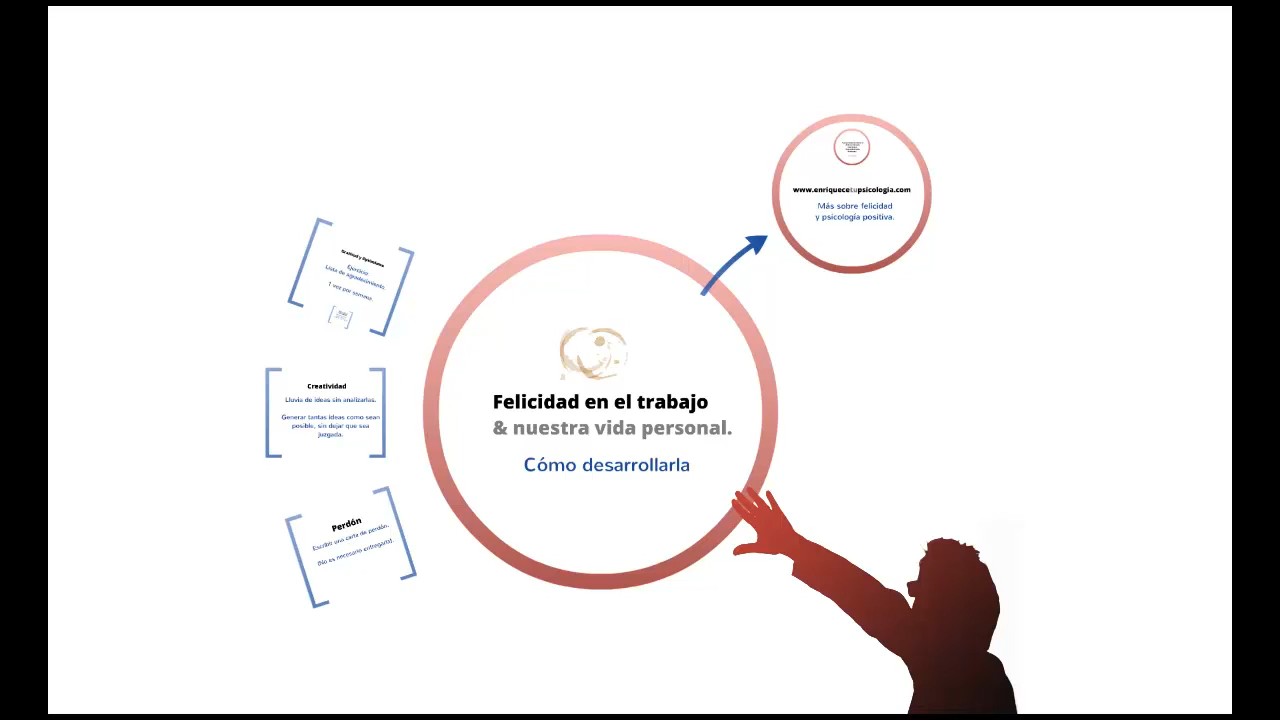 www.enriquecetupsicologia.com
Más sobre felicidad
y psicología positiva.
Gratitud y Optimismo
Ejercicio
Lista de agradecimiento.
1 vez por semana.
Felicidad en el trabajo
& nuestra vida personal.
Cómo desarrollarla
Creatividad
Lluvia de ideas sin analizarlas.
Generar tantas ideas como sean
posible, sin dejar que sea
juzgada.
Perdón
Escribir una carta de perdón.
(No es necesario entregarla).